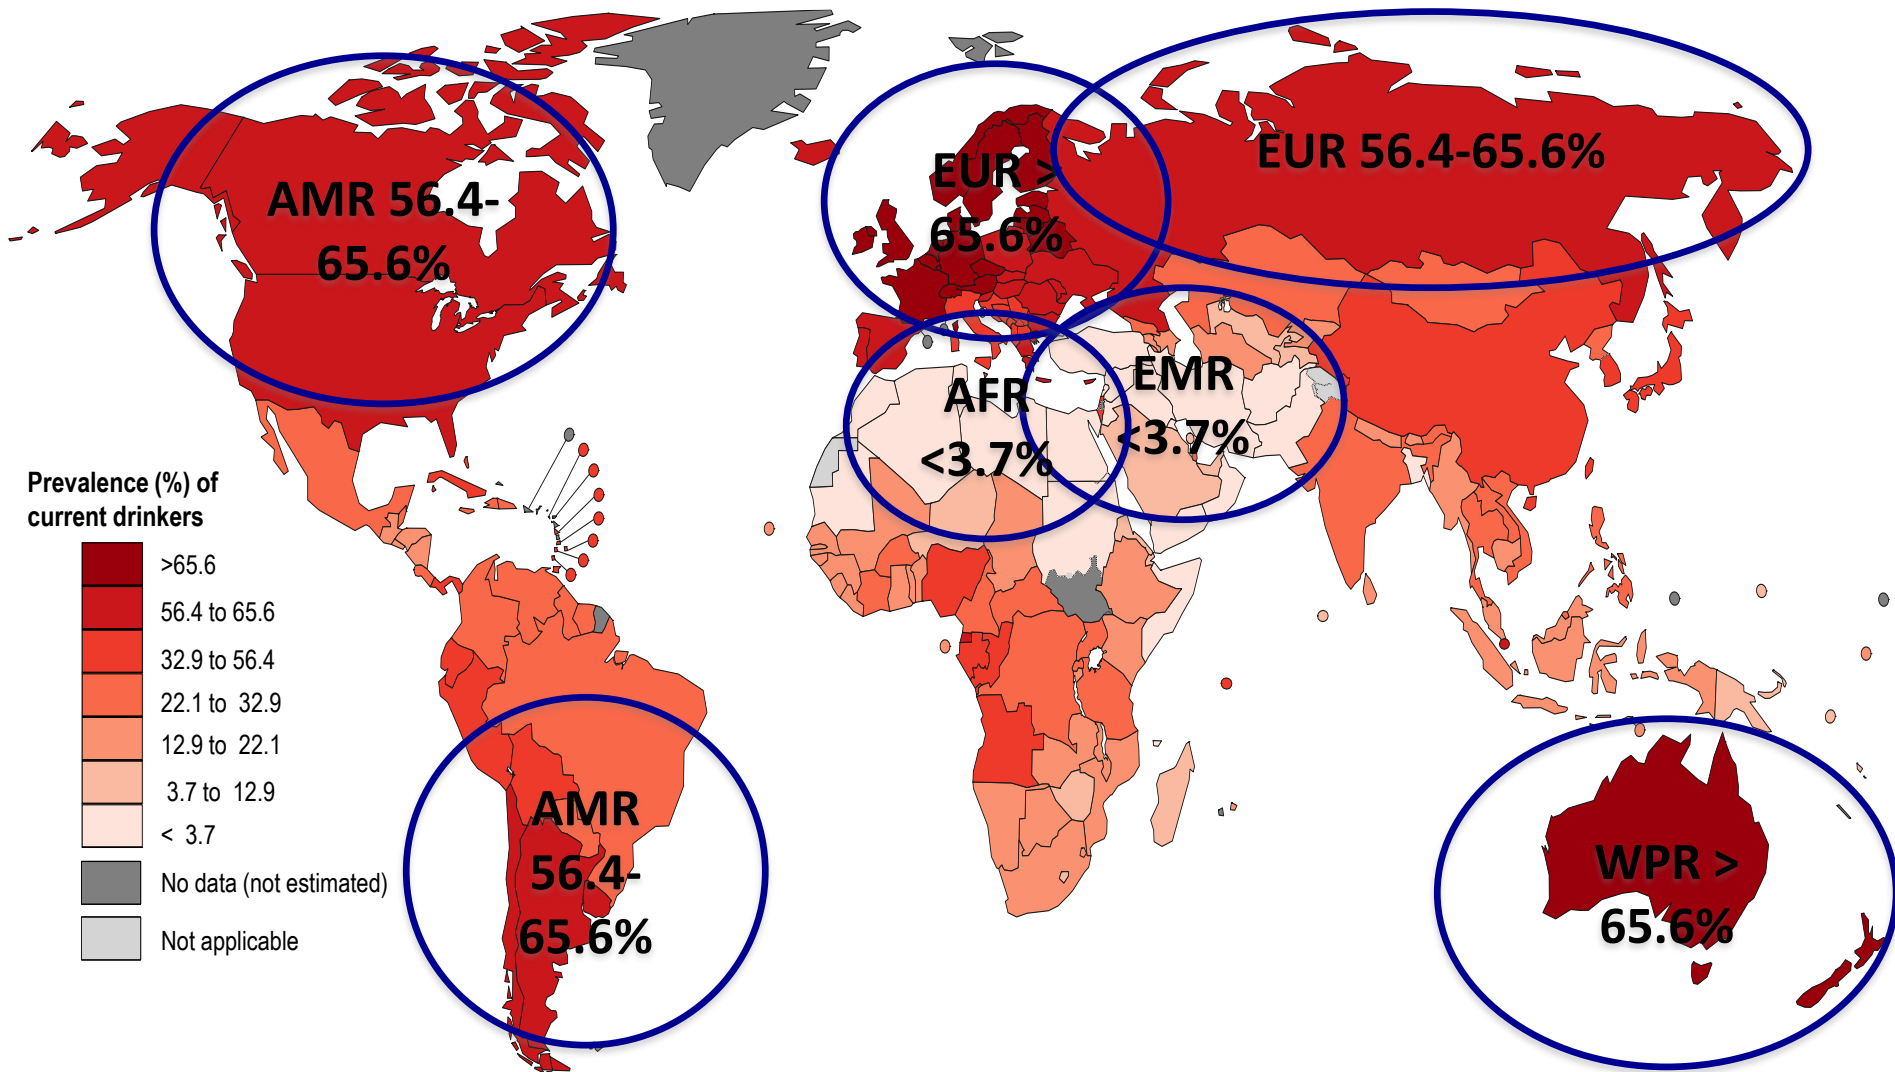 EUR 56.4-65.6%
EUR >
65.6%
AMR 56.4-
65.6%
EMR
<3.7%
AFR
<3.7%
Prevalence (%) of
current drinkers
>65.6
56.4 to 65.6
32.9 to 56.4
22.1 to 32.9
12.9 to 22.1
3.7 to 12.9
< 3.7
No data (not estimated)
Not applicable
AMR
56.4-
65.6%
WPR >
65.6%